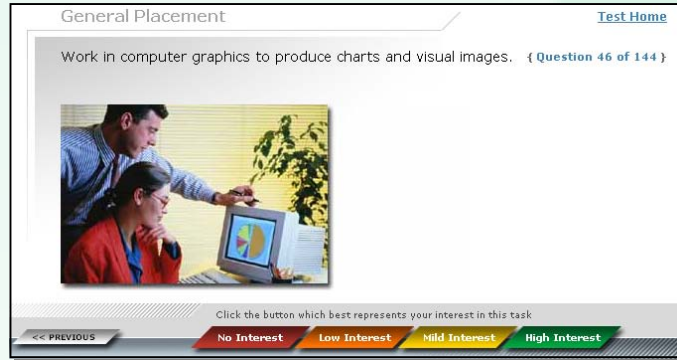 General Placement
Test Home
Work in computer graphics to produce charts and visual images. { Question 46 of 144 }
Click the button which best represents your interest in this task
<< PREVIOUS
No Interest
Low Interest
Mild Interest
High Interest